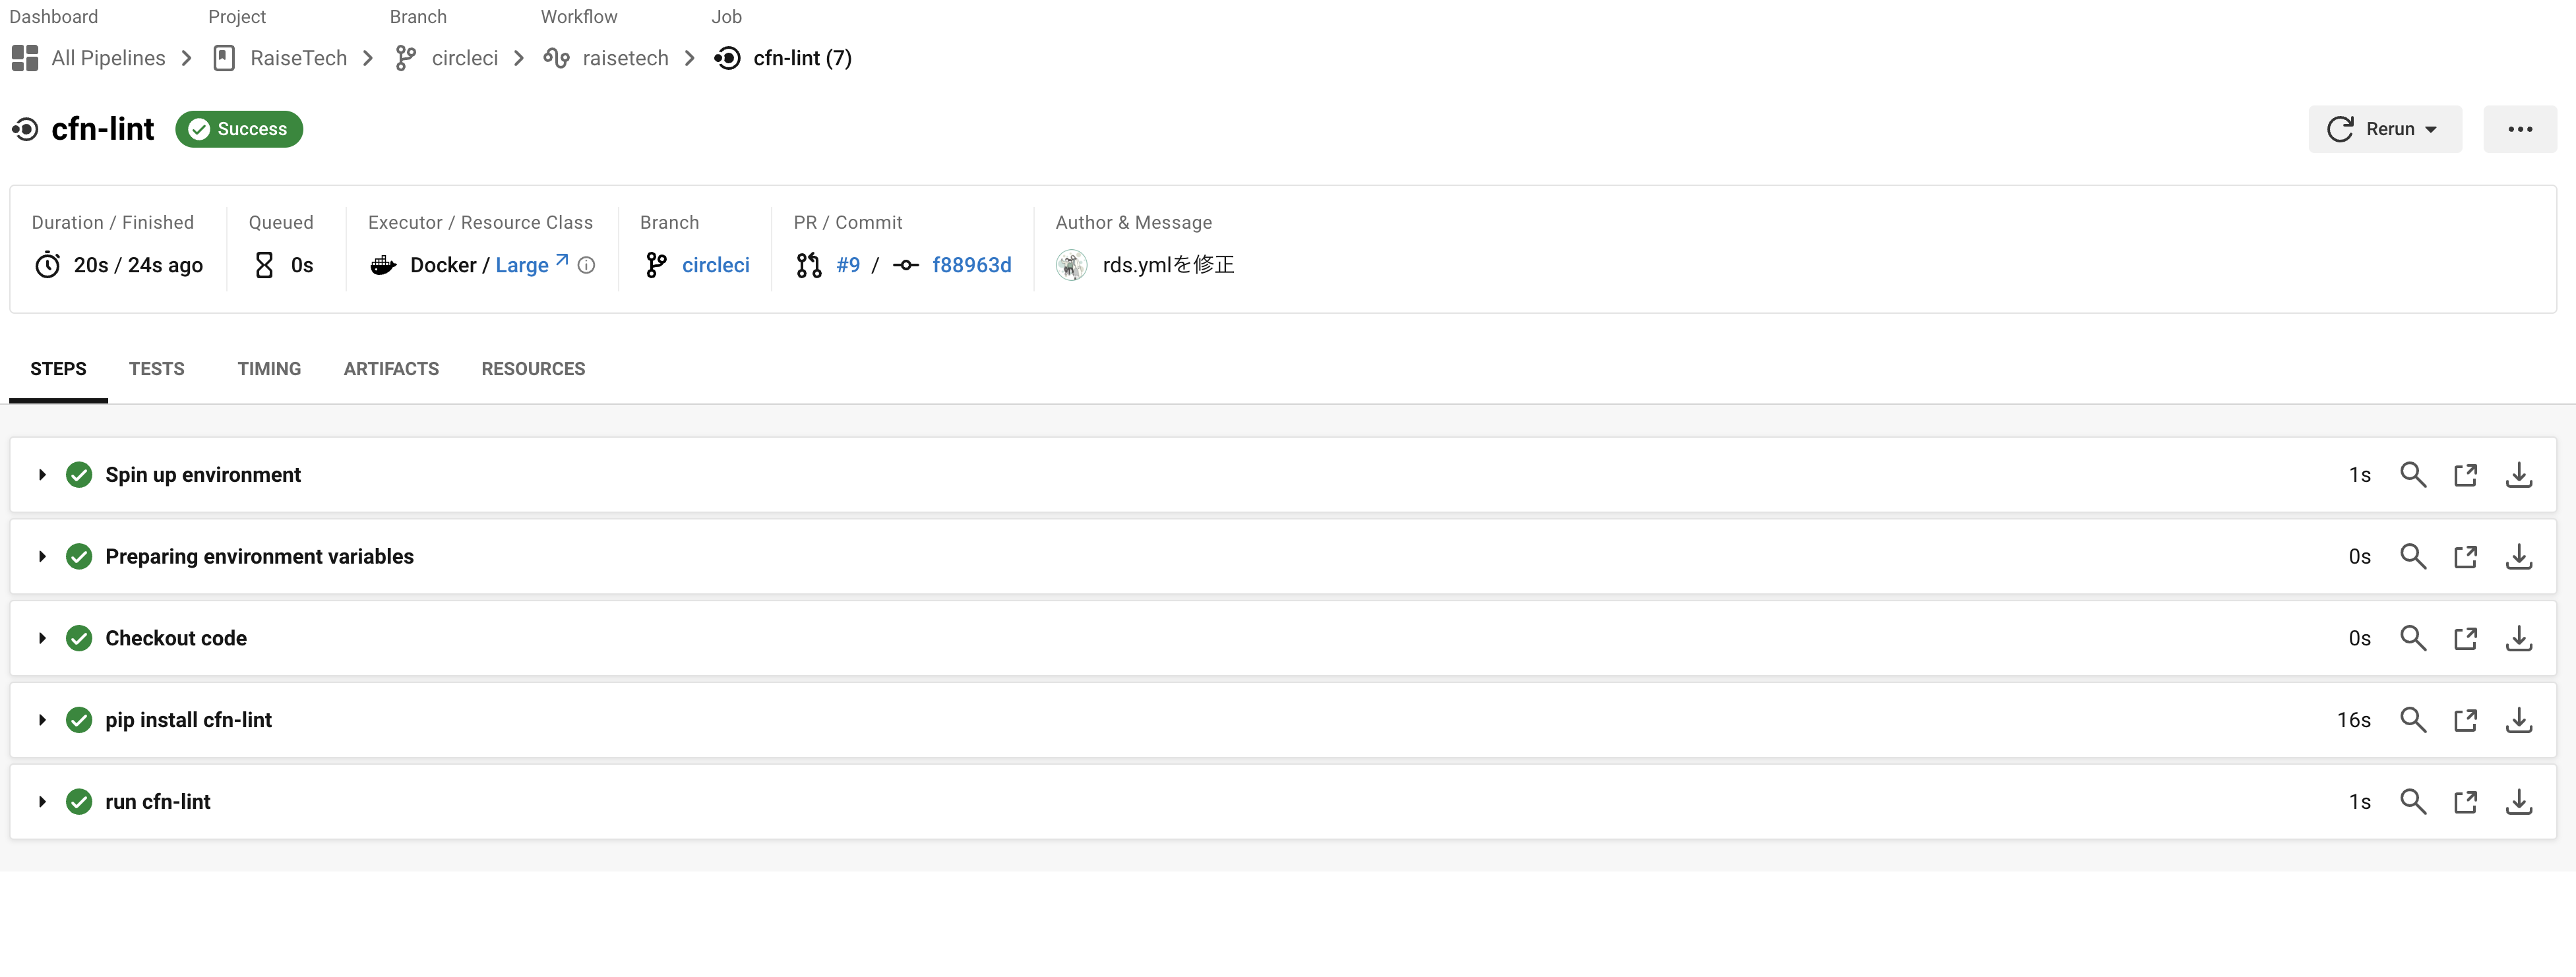 Dashboard Project Branch Workflow Job
All Pipelines RaiseTech circleci raisetech cfn-lint (7)
cfn-lint Success Rerun
Duration / Finished Queued Executor / Resource Class Branch PR / Commit Author & Message
20s / 24s ago 0s Docker / Large circleci #9 / f88963d rds.ymlを修正
STEPS TESTS TIMING ARTIFACTS RESOURCES
Spin up environment 1s
Preparing environment variables 0s
Checkout code 0s
pip install cfn-lint 16s
run cfn-lint 1s